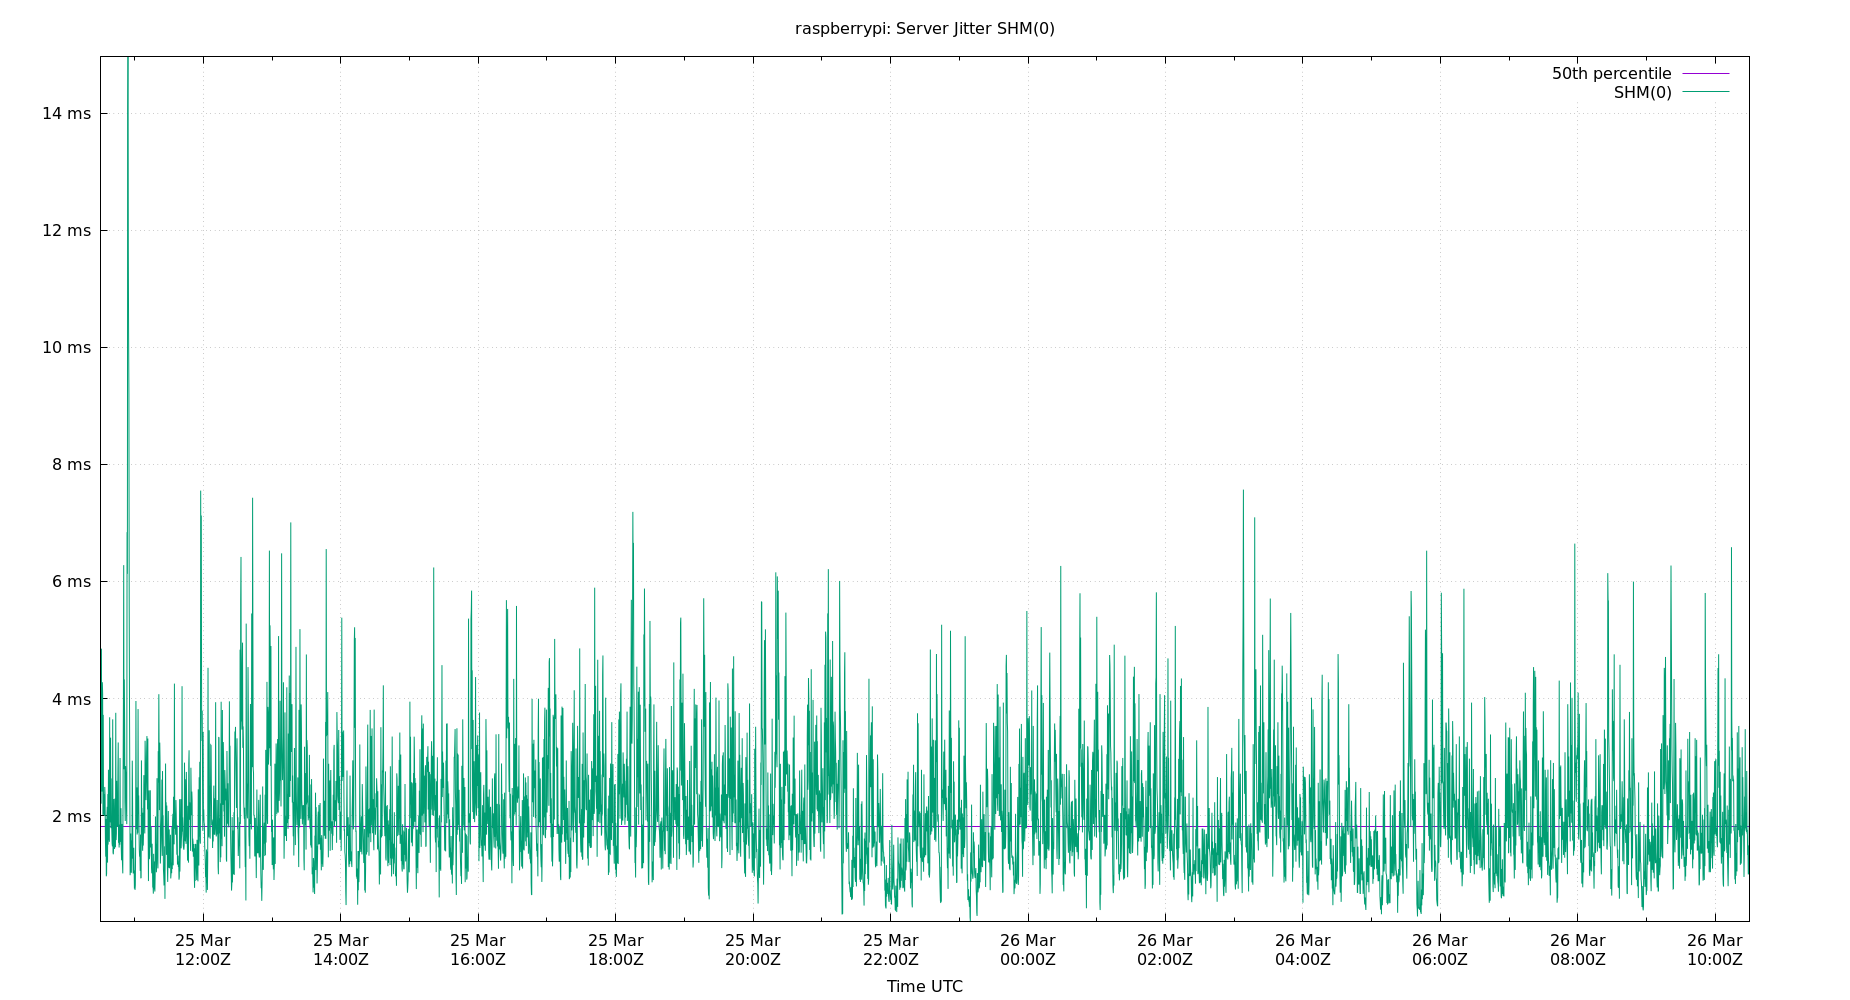 raspberrypi: Server Jitter SHM(0)
50th percentile
SHM(0)
14 ms
12 ms
10 ms
8 ms
6 ms
4 ms
2 ms
25 Mar 25 Mar 25 Mar 25 Mar 25 Mar 25 Mar 26 Mar 26 Mar 26 Mar 26 Mar 26 Mar 26 Mar
12:00Z 14:00Z 16:00Z 18:00Z 20:00Z 22:00Z 00:00Z 02:00Z 04:00Z 06:00Z 08:00Z 10:00Z
Time UTC